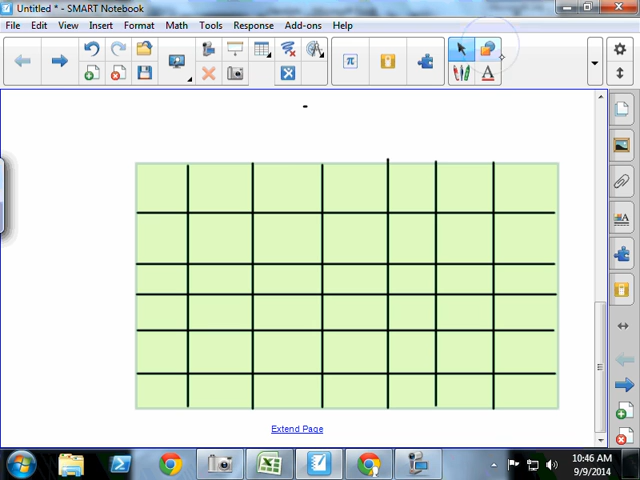 Untitled * - SMART Notebook
File Edit View Insert Format Math Tools Response Add-ons Help
π
A
Extend Page
10:46 AM
9/9/2014